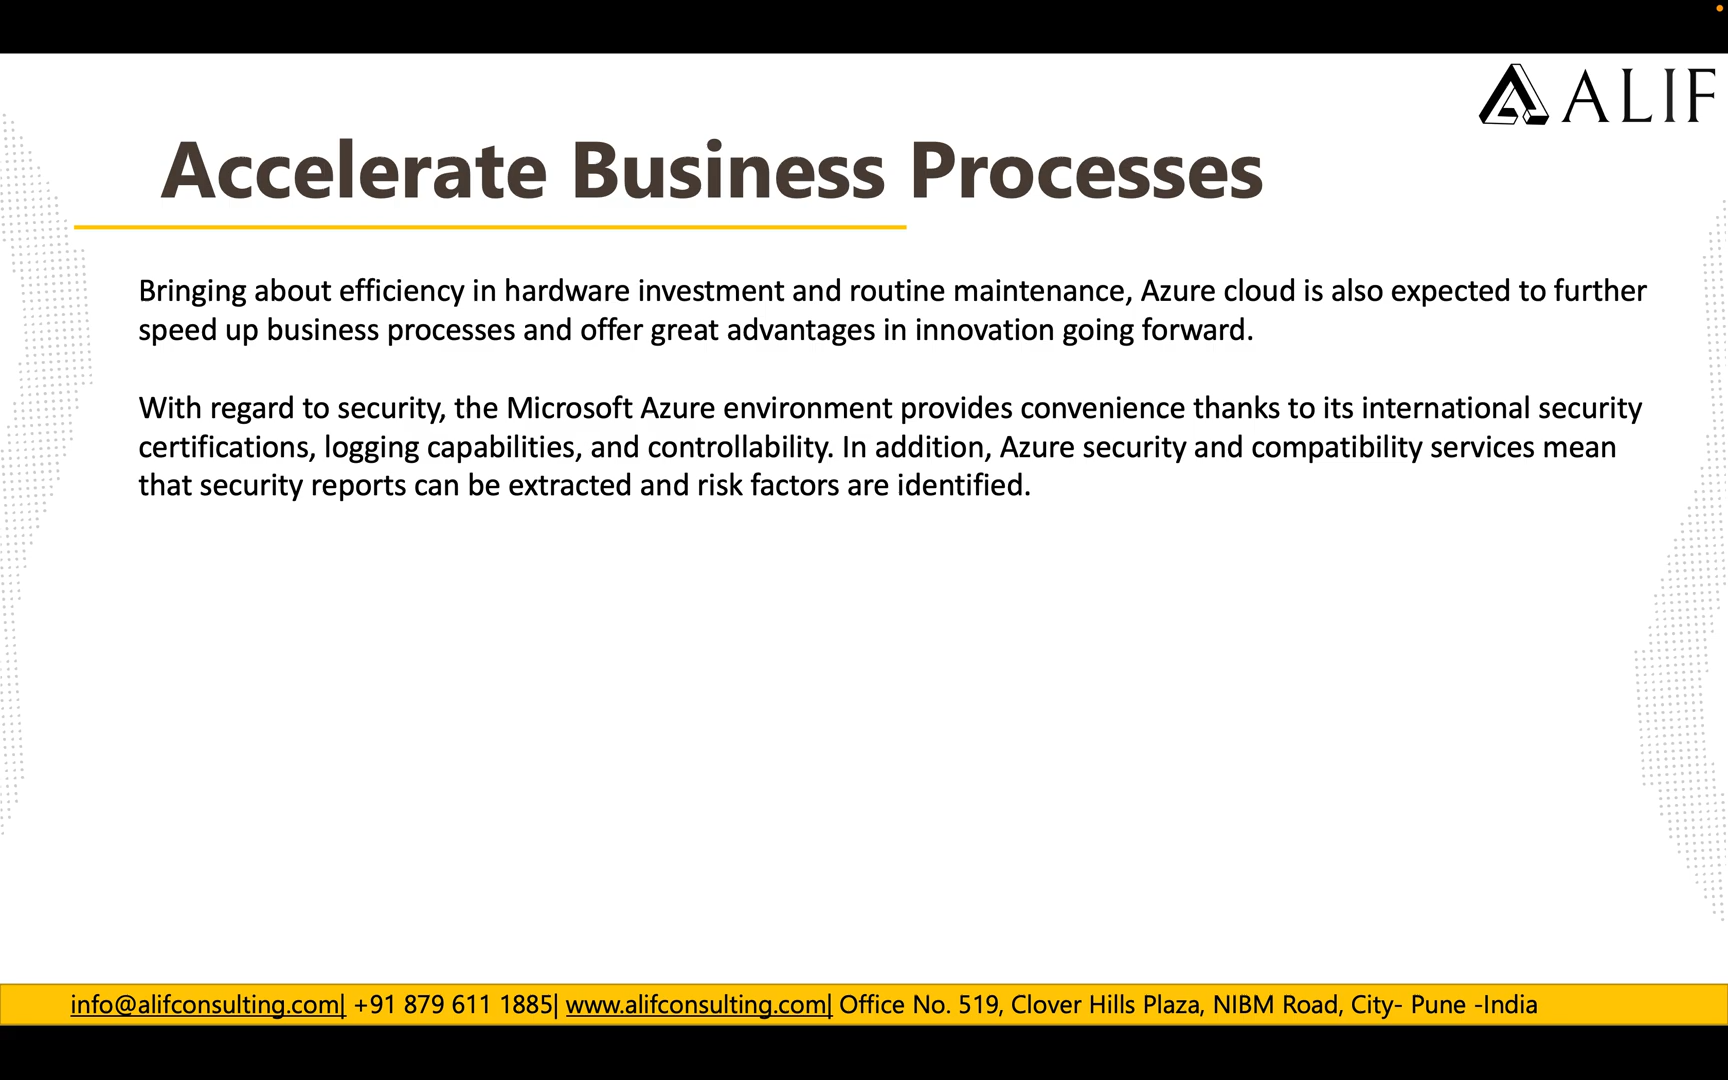 ALIF
Accelerate Business Processes
Bringing about efficiency in hardware investment and routine maintenance, Azure cloud is also expected to further
speed up business processes and offer great advantages in innovation going forward.
With regard to security, the Microsoft Azure environment provides convenience thanks to its international security
certifications, logging capabilities, and controllability. In addition, Azure security and compatibility services mean
that security reports can be extracted and risk factors are identified.
info@alifconsulting.com| +91 879 611 1885| www.alifconsulting.com| Office No. 519, Clover Hills Plaza, NIBM Road, City- Pune -India